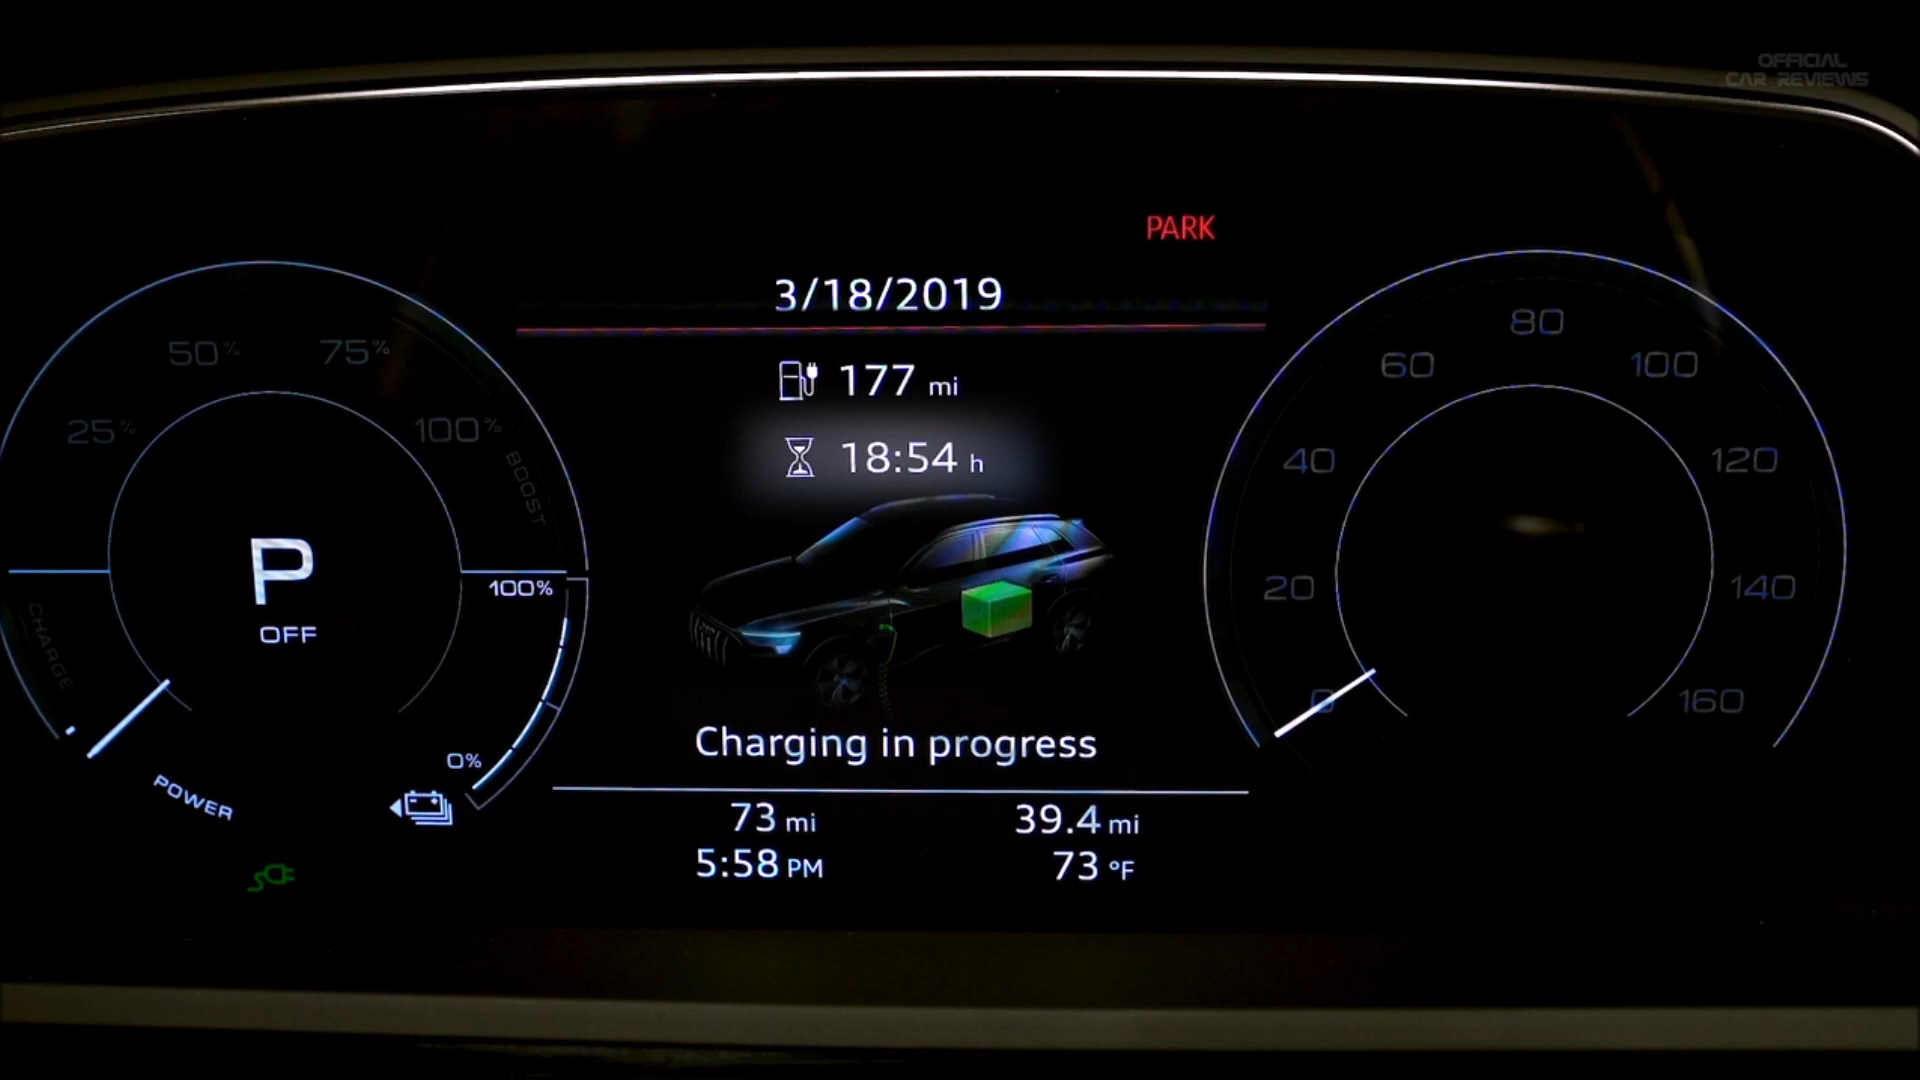 OFFICIAL
CAR REVIEWS
PARK
3/18/2019
177 mi
18:54 h
25%
50%
75%
100%
BOOST
CHARGE
P
OFF
100%
0%
POWER
0
20
40
60
80
100
120
140
160
Charging in progress
73 mi
39.4 mi
5:58 PM
73 °F